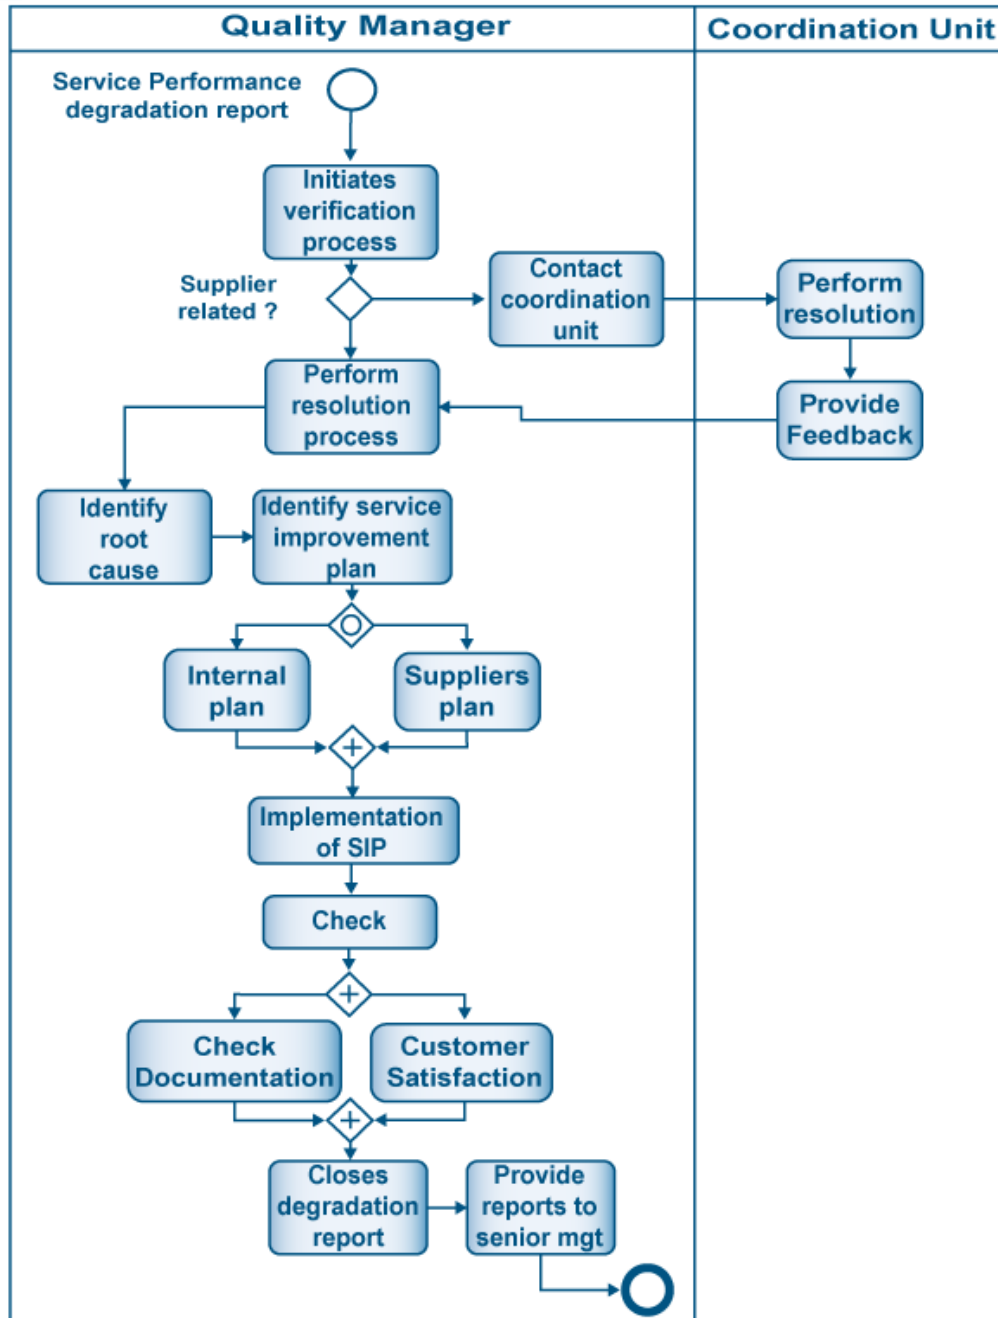 Quality Manager
Coordination Unit
Service Performance
degradation report
Initiates
verification
process
Supplier
related ?
Contact
coordination
unit
Perform
resolution
Perform
resolution
process
Provide
Feedback
Identify
root
cause
Identify service
improvement
plan
Internal
plan
Suppliers
plan
Implementation
of SIP
Check
Check
Documentation
Customer
Satisfaction
Closes
degradation
report
Provide
reports to
senior mgt